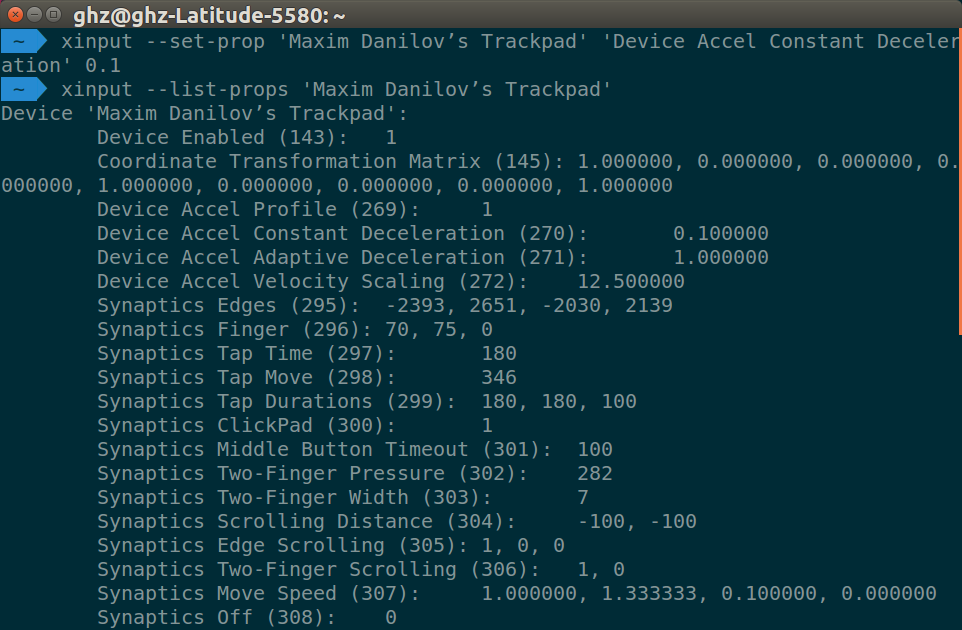 ghz@ghz-Latitude-5580: ~
~ xinput --set-prop 'Maxim Danilov’s Trackpad' 'Device Accel Constant Deceler
ation' 0.1
~ xinput --list-props 'Maxim Danilov’s Trackpad'
Device 'Maxim Danilov’s Trackpad':
Device Enabled (143): 1
Coordinate Transformation Matrix (145): 1.000000, 0.000000, 0.000000, 0.
000000, 1.000000, 0.000000, 0.000000, 0.000000, 1.000000
Device Accel Profile (269): 1
Device Accel Constant Deceleration (270): 0.100000
Device Accel Adaptive Deceleration (271): 1.000000
Device Accel Velocity Scaling (272): 12.500000
Synaptics Edges (295): -2393, 2651, -2030, 2139
Synaptics Finger (296): 70, 75, 0
Synaptics Tap Time (297): 180
Synaptics Tap Move (298): 346
Synaptics Tap Durations (299): 180, 180, 100
Synaptics ClickPad (300): 1
Synaptics Middle Button Timeout (301): 100
Synaptics Two-Finger Pressure (302): 282
Synaptics Two-Finger Width (303): 7
Synaptics Scrolling Distance (304): -100, -100
Synaptics Edge Scrolling (305): 1, 0, 0
Synaptics Two-Finger Scrolling (306): 1, 0
Synaptics Move Speed (307): 1.000000, 1.333333, 0.100000, 0.000000
Synaptics Off (308): 0